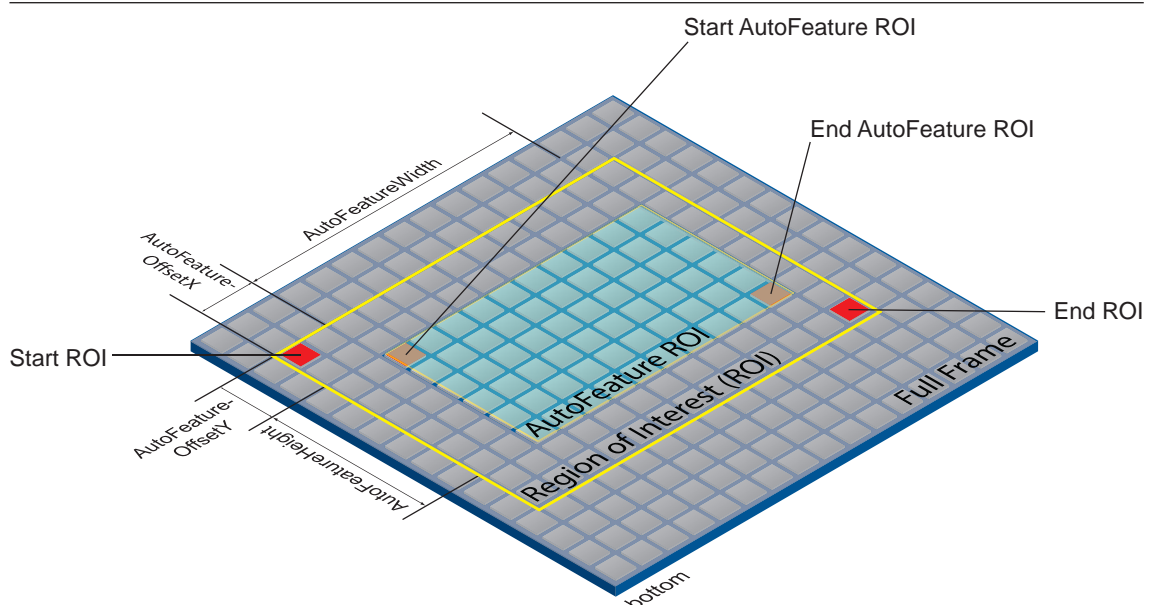 Start AutoFeature ROI
End AutoFeature ROI
AutoFeatureWidth
AutoFeature-
OffsetX
Start ROI
End ROI
AutoFeature ROI
Region of Interest (ROI)
Full Frame
AutoFeature-
OffsetY
AutoFeatureHeight
bottom